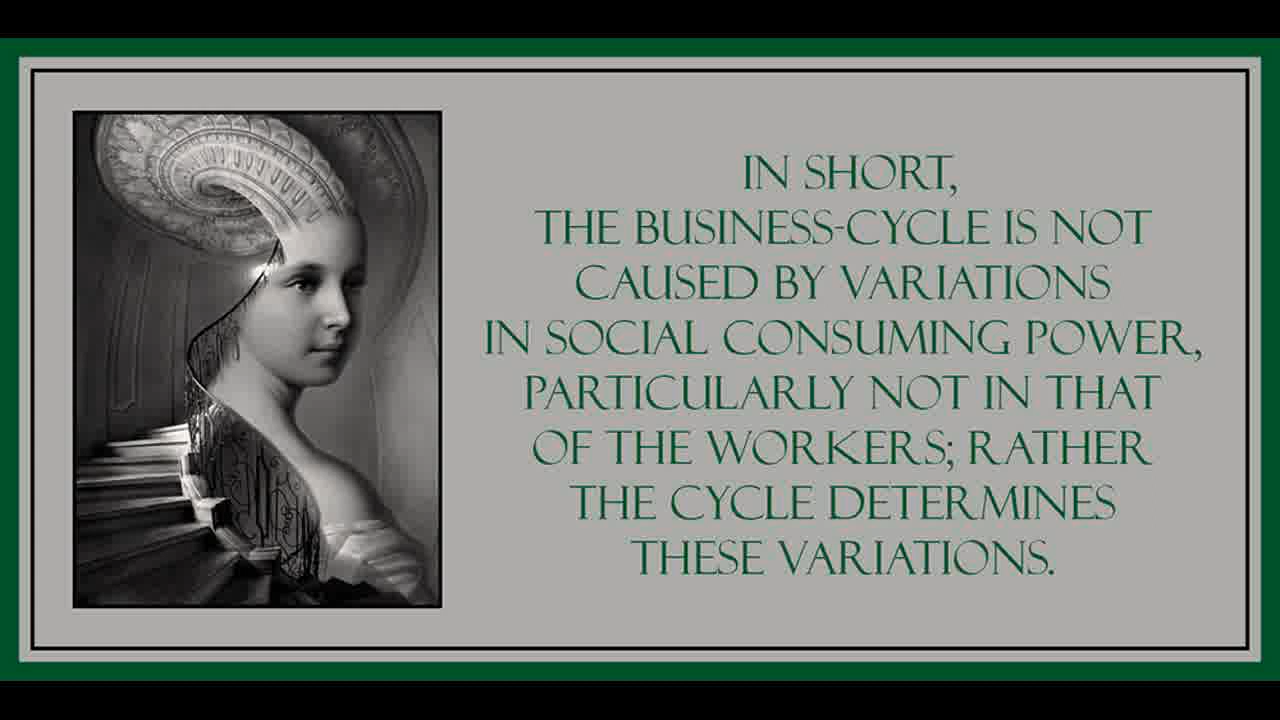 IN SHORT,
THE BUSINESS-CYCLE IS NOT
CAUSED BY VARIATIONS
IN SOCIAL CONSUMING POWER,
PARTICULARLY NOT IN THAT
OF THE WORKERS; RATHER
THE CYCLE DETERMINES
THESE VARIATIONS.